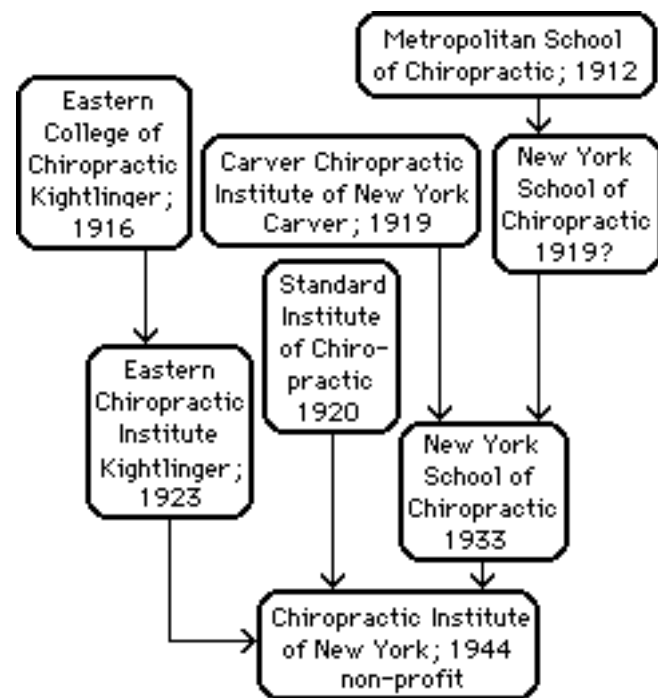 Metropolitan School
of Chiropractic; 1912
Eastern
College of
Chiropractic
Kightlinger;
1916
Carver Chiropractic
Institute of New York
Carver; 1919
New York
School of
Chiropractic
1919?
Standard
Institute
of Chiro-
practic
1920
Eastern
Chiropractic
Institute
Kightlinger;
1923
New York
School of
Chiropractic
1933
Chiropractic Institute
of New York; 1944
non-profit